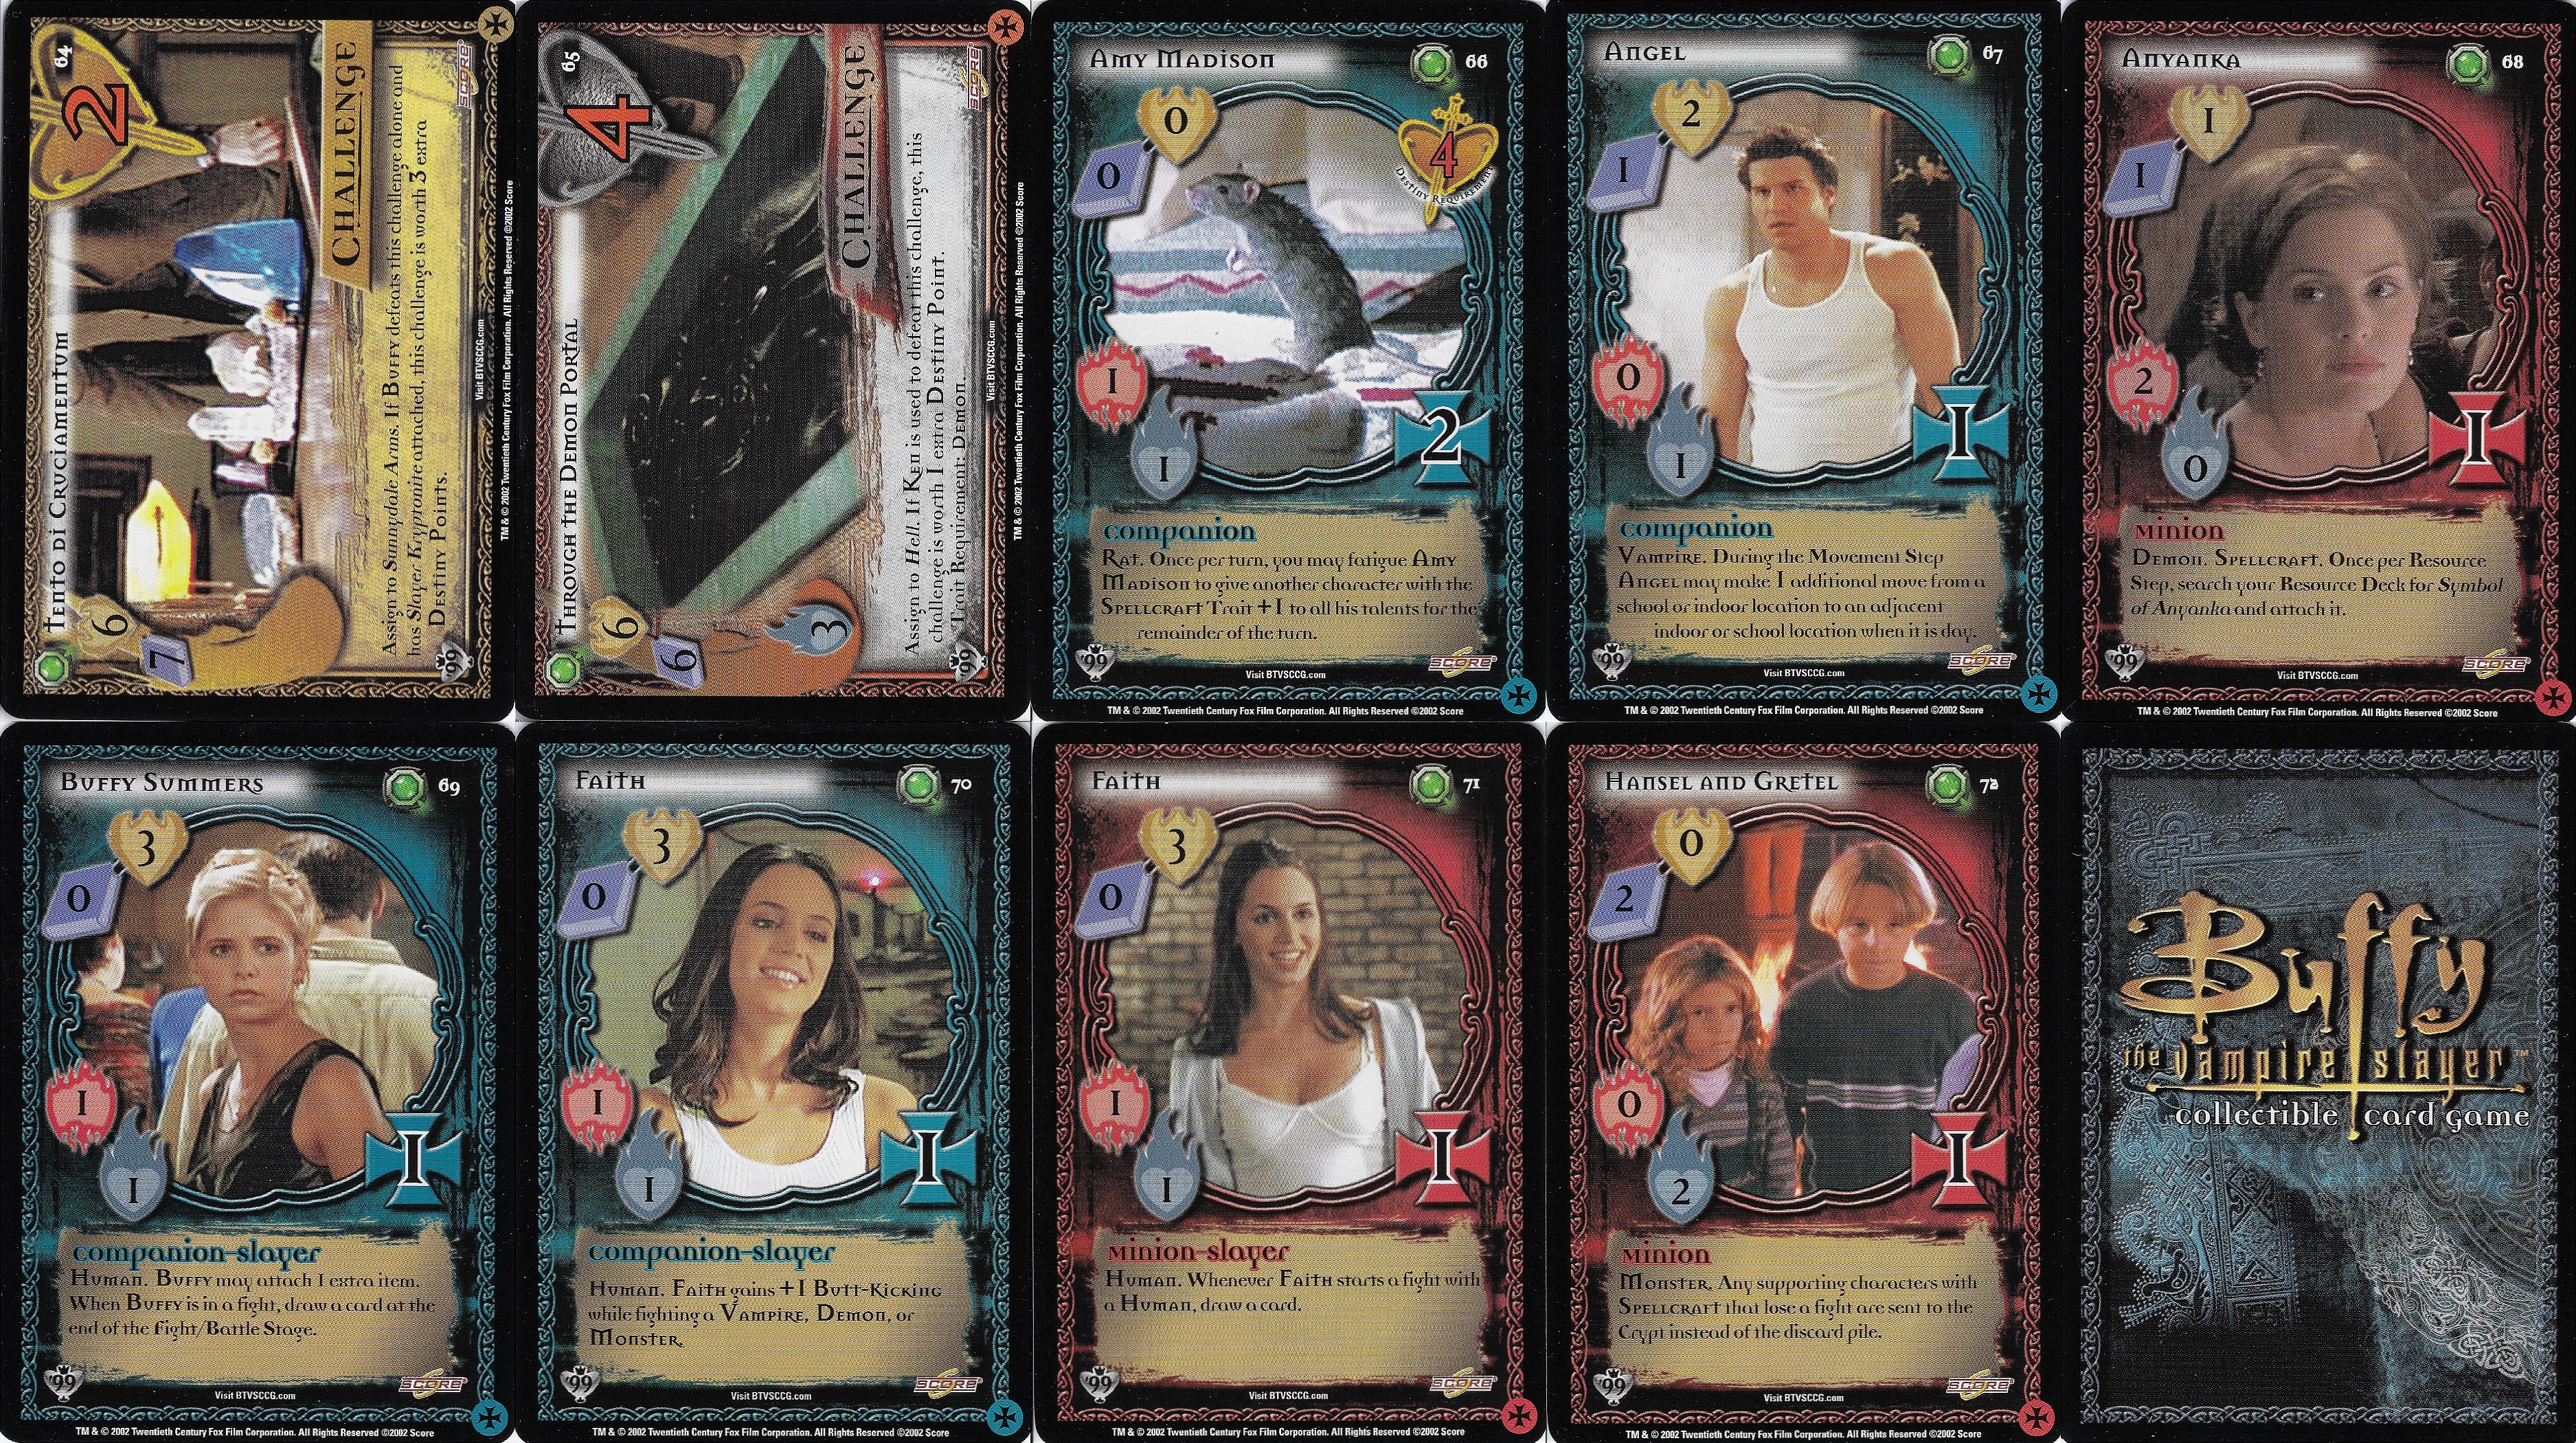 TENTO DI CRUCIAMENTUM
64
2
6
7
CHALLENGE
Assign to Sunnydale Arms. If BUFFY defeats this challenge alone and
has Slayer Kryptonite attached, this challenge is worth 3 extra
DESTINY POINTS.
'99
SCORE
Visit BTVSCCG.com
TM & © 2002 Twentieth Century Fox Film Corporation. All Rights Reserved ©2002 Score
THROUGH THE DEMON PORTAL
65
4
6
6
3
CHALLENGE
Assign to Hell. If KEN is used to defeat this challenge, this
challenge is worth 1 extra DESTINY POINT.
Trait Requirement: DEMON.
'99
SCORE
Visit BTVSCCG.com
TM & © 2002 Twentieth Century Fox Film Corporation. All Rights Reserved ©2002 Score
AMY MADISON
66
0
0
4
DESTINY REQUIREMENT
1
1
2
companion
RAT. Once per turn, you may fatigue AMY
MADISON to give another character with the
SPELLCRAFT Trait +1 to all his talents for the
remainder of the turn.
'99
SCORE
Visit BTVSCCG.com
TM & © 2002 Twentieth Century Fox Film Corporation. All Rights Reserved ©2002 Score
ANGEL
67
2
1
0
1
1
companion
VAMPIRE. During the Movement Step
ANGEL may make 1 additional move from a
school or indoor location to an adjacent
indoor or school location when it is day.
'99
SCORE
Visit BTVSCCG.com
TM & © 2002 Twentieth Century Fox Film Corporation. All Rights Reserved ©2002 Score
ANYANKA
68
1
1
2
0
1
minion
DEMON. SPELLCRAFT. Once per Resource
Step, search your Resource Deck for Symbol
of Anyanka and attach it.
'99
SCORE
Visit BTVSCCG.com
TM & © 2002 Twentieth Century Fox Film Corporation. All Rights Reserved ©2002 Score
BUFFY SUMMERS
69
3
0
1
1
1
companion-slayer
HUMAN. BUFFY may attach 1 extra item.
When BUFFY is in a fight, draw a card at the
end of the Fight/Battle Stage.
'99
SCORE
Visit BTVSCCG.com
TM & © 2002 Twentieth Century Fox Film Corporation. All Rights Reserved ©2002 Score
FAITH
70
3
0
1
1
1
companion-slayer
HUMAN. FAITH gains +1 BUTT-KICKING
while fighting a VAMPIRE, DEMON, or
MONSTER.
'99
SCORE
Visit BTVSCCG.com
TM & © 2002 Twentieth Century Fox Film Corporation. All Rights Reserved ©2002 Score
FAITH
71
3
0
1
1
1
minion-slayer
HUMAN. Whenever FAITH starts a fight with
a HUMAN, draw a card.
'99
SCORE
Visit BTVSCCG.com
TM & © 2002 Twentieth Century Fox Film Corporation. All Rights Reserved ©2002 Score
HANSEL AND GRETEL
72
0
2
0
2
1
minion
MONSTER. Any supporting characters with
SPELLCRAFT that lose a fight are sent to the
Crypt instead of the discard pile.
'99
SCORE
Visit BTVSCCG.com
TM & © 2002 Twentieth Century Fox Film Corporation. All Rights Reserved ©2002 Score
Buffy
the vampire slayer™
collectible card game